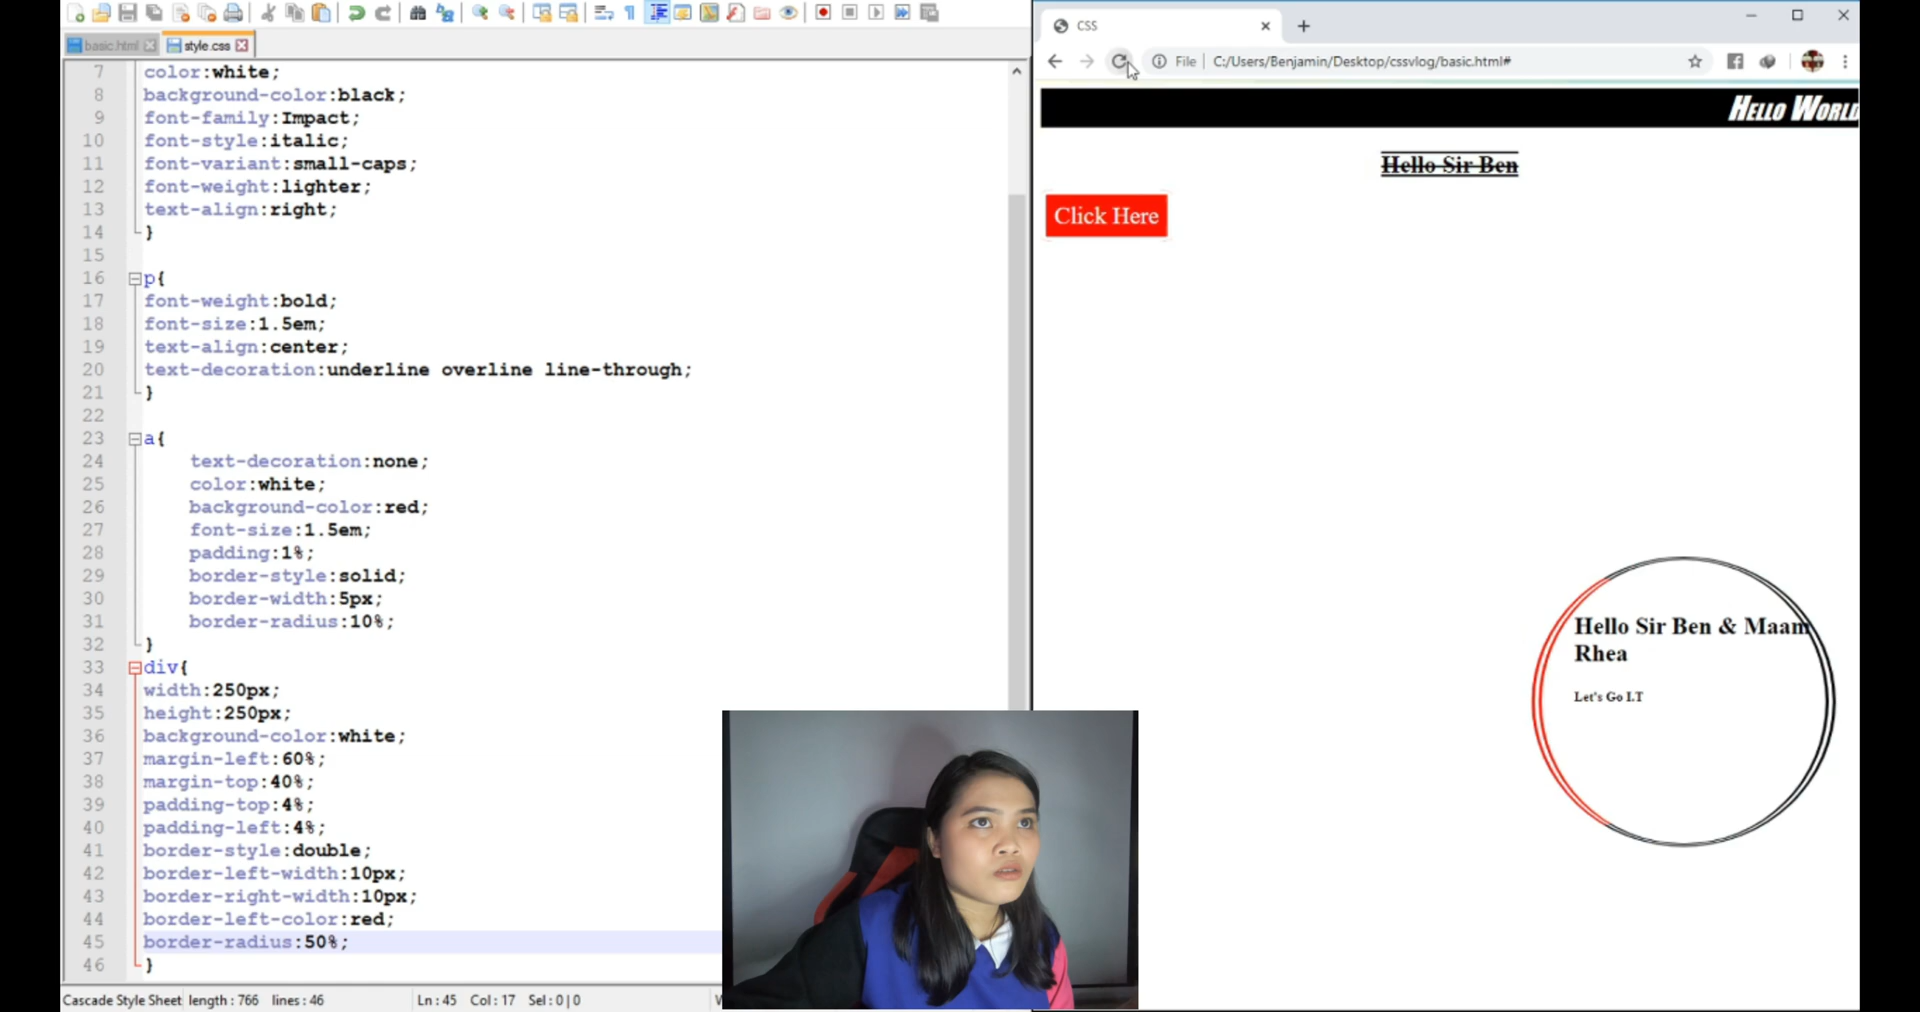 basic.html
style.css
7 color:white;
8 background-color:black;
9 font-family:Impact;
10 font-style:italic;
11 font-variant:small-caps;
12 font-weight:lighter;
13 text-align:right;
14 }
15
16 p{
17 font-weight:bold;
18 font-size:1.5em;
19 text-align:center;
20 text-decoration:underline overline line-through;
21 }
22
23 a{
24 text-decoration:none;
25 color:white;
26 background-color:red;
27 font-size:1.5em;
28 padding:1%;
29 border-style:solid;
30 border-width:5px;
31 border-radius:10%;
32 }
33 div{
34 width:250px;
35 height:250px;
36 background-color:white;
37 margin-left:60%;
38 margin-top:40%;
39 padding-top:4%;
40 padding-left:4%;
41 border-style:double;
42 border-left-width:10px;
43 border-right-width:10px;
44 border-left-color:red;
45 border-radius:50%;
46 }
Cascade Style Sheet length : 766 lines : 46 Ln : 45 Col : 17 Sel : 0 | 0
CSS
File C:/Users/Benjamin/Desktop/cssvlog/basic.html#
Hello World
Hello Sir Ben
Click Here
Hello Sir Ben & Maam
Rhea
Let's Go I.T